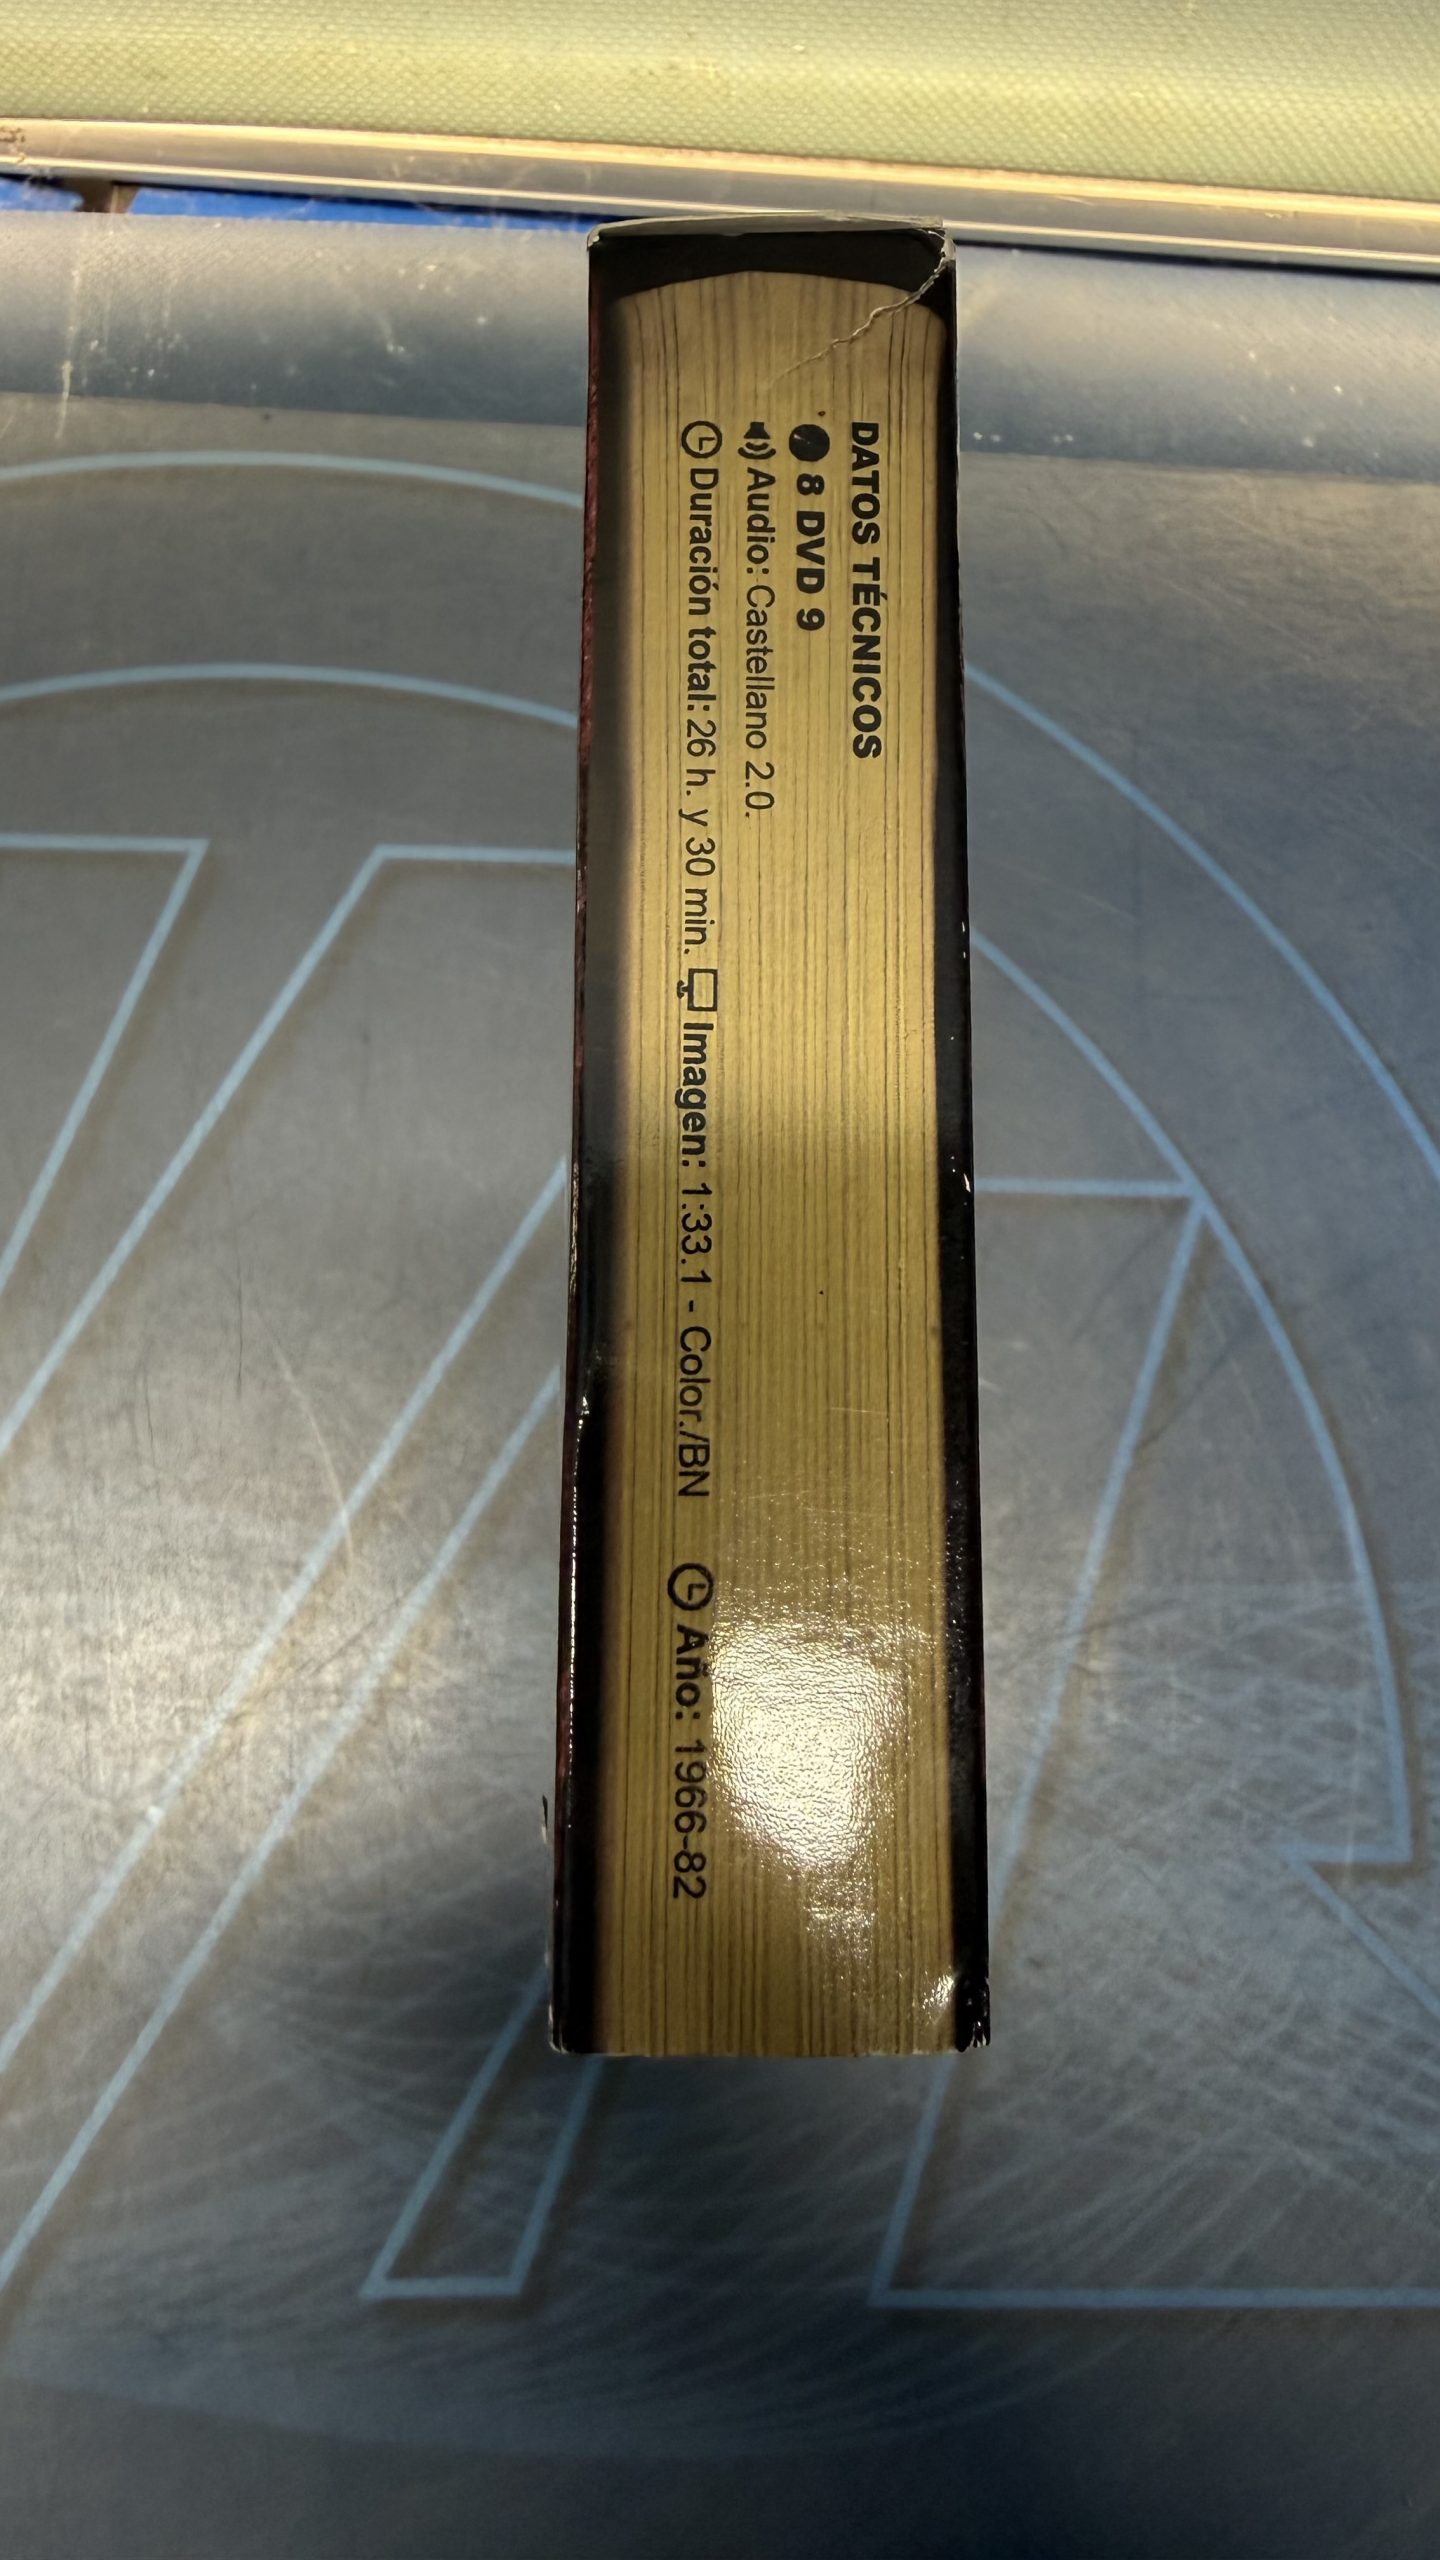 DATOS TÉCNICOS
8 DVD 9
Audio: Castellano 2.0.
Duración total: 26 h. y 30 min. Imagen: 1:33.1 - Color./BN Año: 1966-82